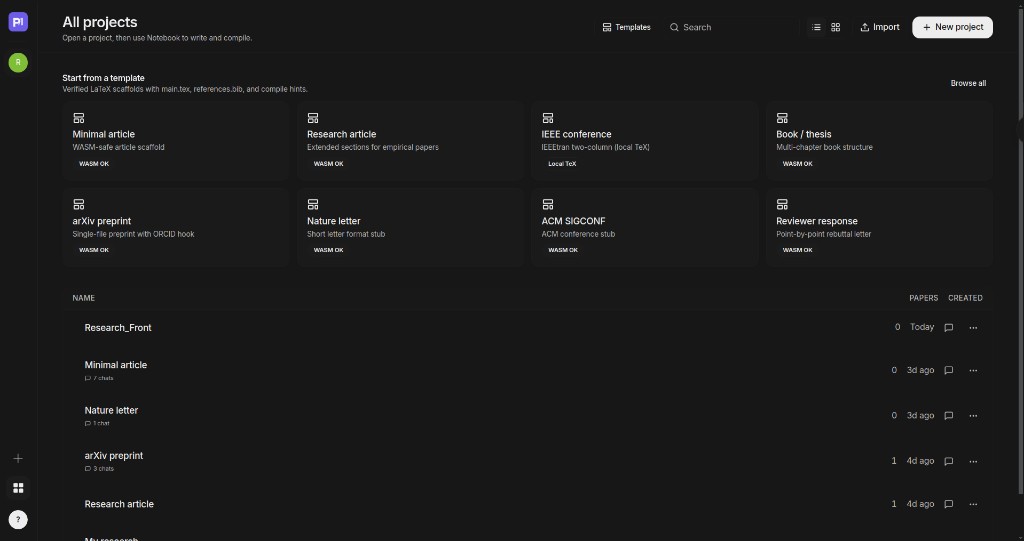 PI
All projects
Open a project, then use Notebook to write and compile.
Templates
Search
Import
+ New project
R
Start from a template
Verified LaTeX scaffolds with main.tex, references.bib, and compile hints.
Browse all
Minimal article
WASM-safe article scaffold
WASM OK
Research article
Extended sections for empirical papers
WASM OK
IEEE conference
IEEEtran two-column (local TeX)
Local TeX
Book / thesis
Multi-chapter book structure
WASM OK
arXiv preprint
Single-file preprint with ORCID hook
WASM OK
Nature letter
Short letter format stub
WASM OK
ACM SIGCONF
ACM conference stub
WASM OK
Reviewer response
Point-by-point rebuttal letter
WASM OK
NAME PAPERS CREATED
Research_Front 0 Today
Minimal article 0 3d ago
7 chats
Nature letter 0 3d ago
1 chat
arXiv preprint 1 4d ago
3 chats
Research article 1 4d ago
?
My research